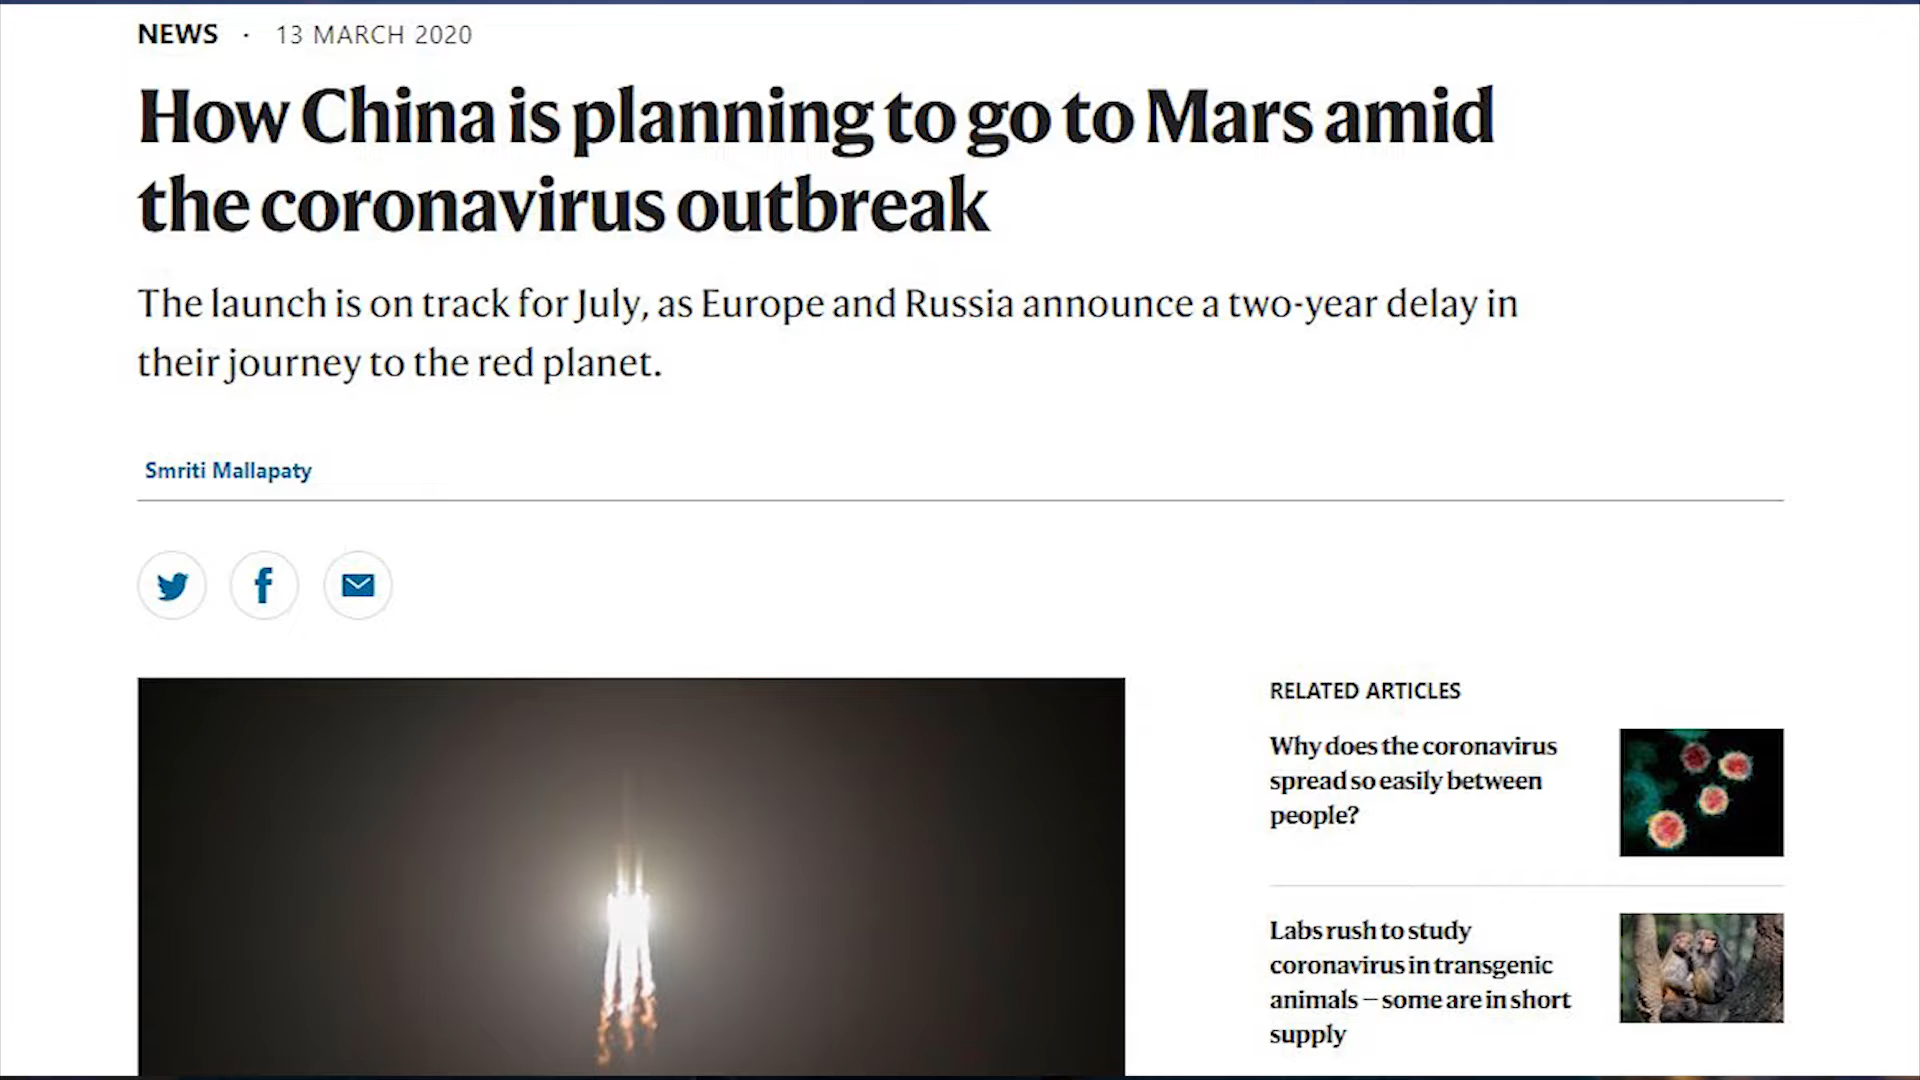 NEWS · 13 MARCH 2020
How China is planning to go to Mars amid
the coronavirus outbreak
The launch is on track for July, as Europe and Russia announce a two-year delay in
their journey to the red planet.
Smriti Mallapaty
RELATED ARTICLES
Why does the coronavirus
spread so easily between
people?
Labs rush to study
coronavirus in transgenic
animals — some are in short
supply